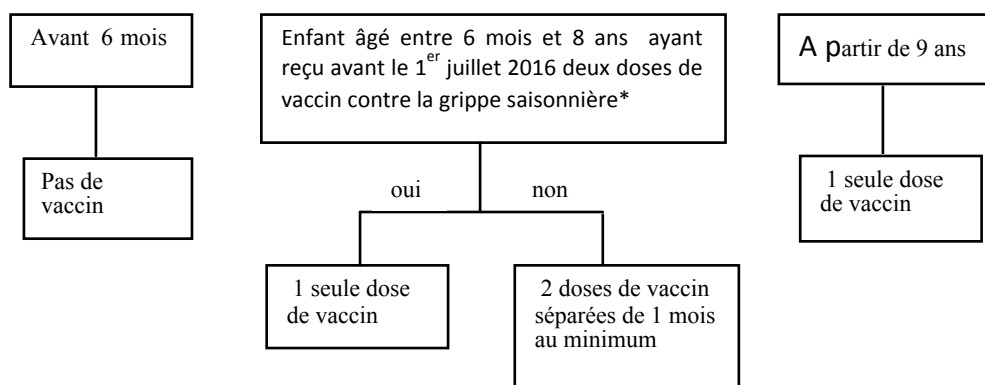 Avant 6 mois
Pas de
vaccin
Enfant âgé entre 6 mois et 8 ans ayant
reçu avant le 1er juillet 2016 deux doses de
vaccin contre la grippe saisonnière*
oui
non
1 seule dose
de vaccin
2 doses de vaccin
séparées de 1 mois
au minimum
A partir de 9 ans
1 seule dose
de vaccin